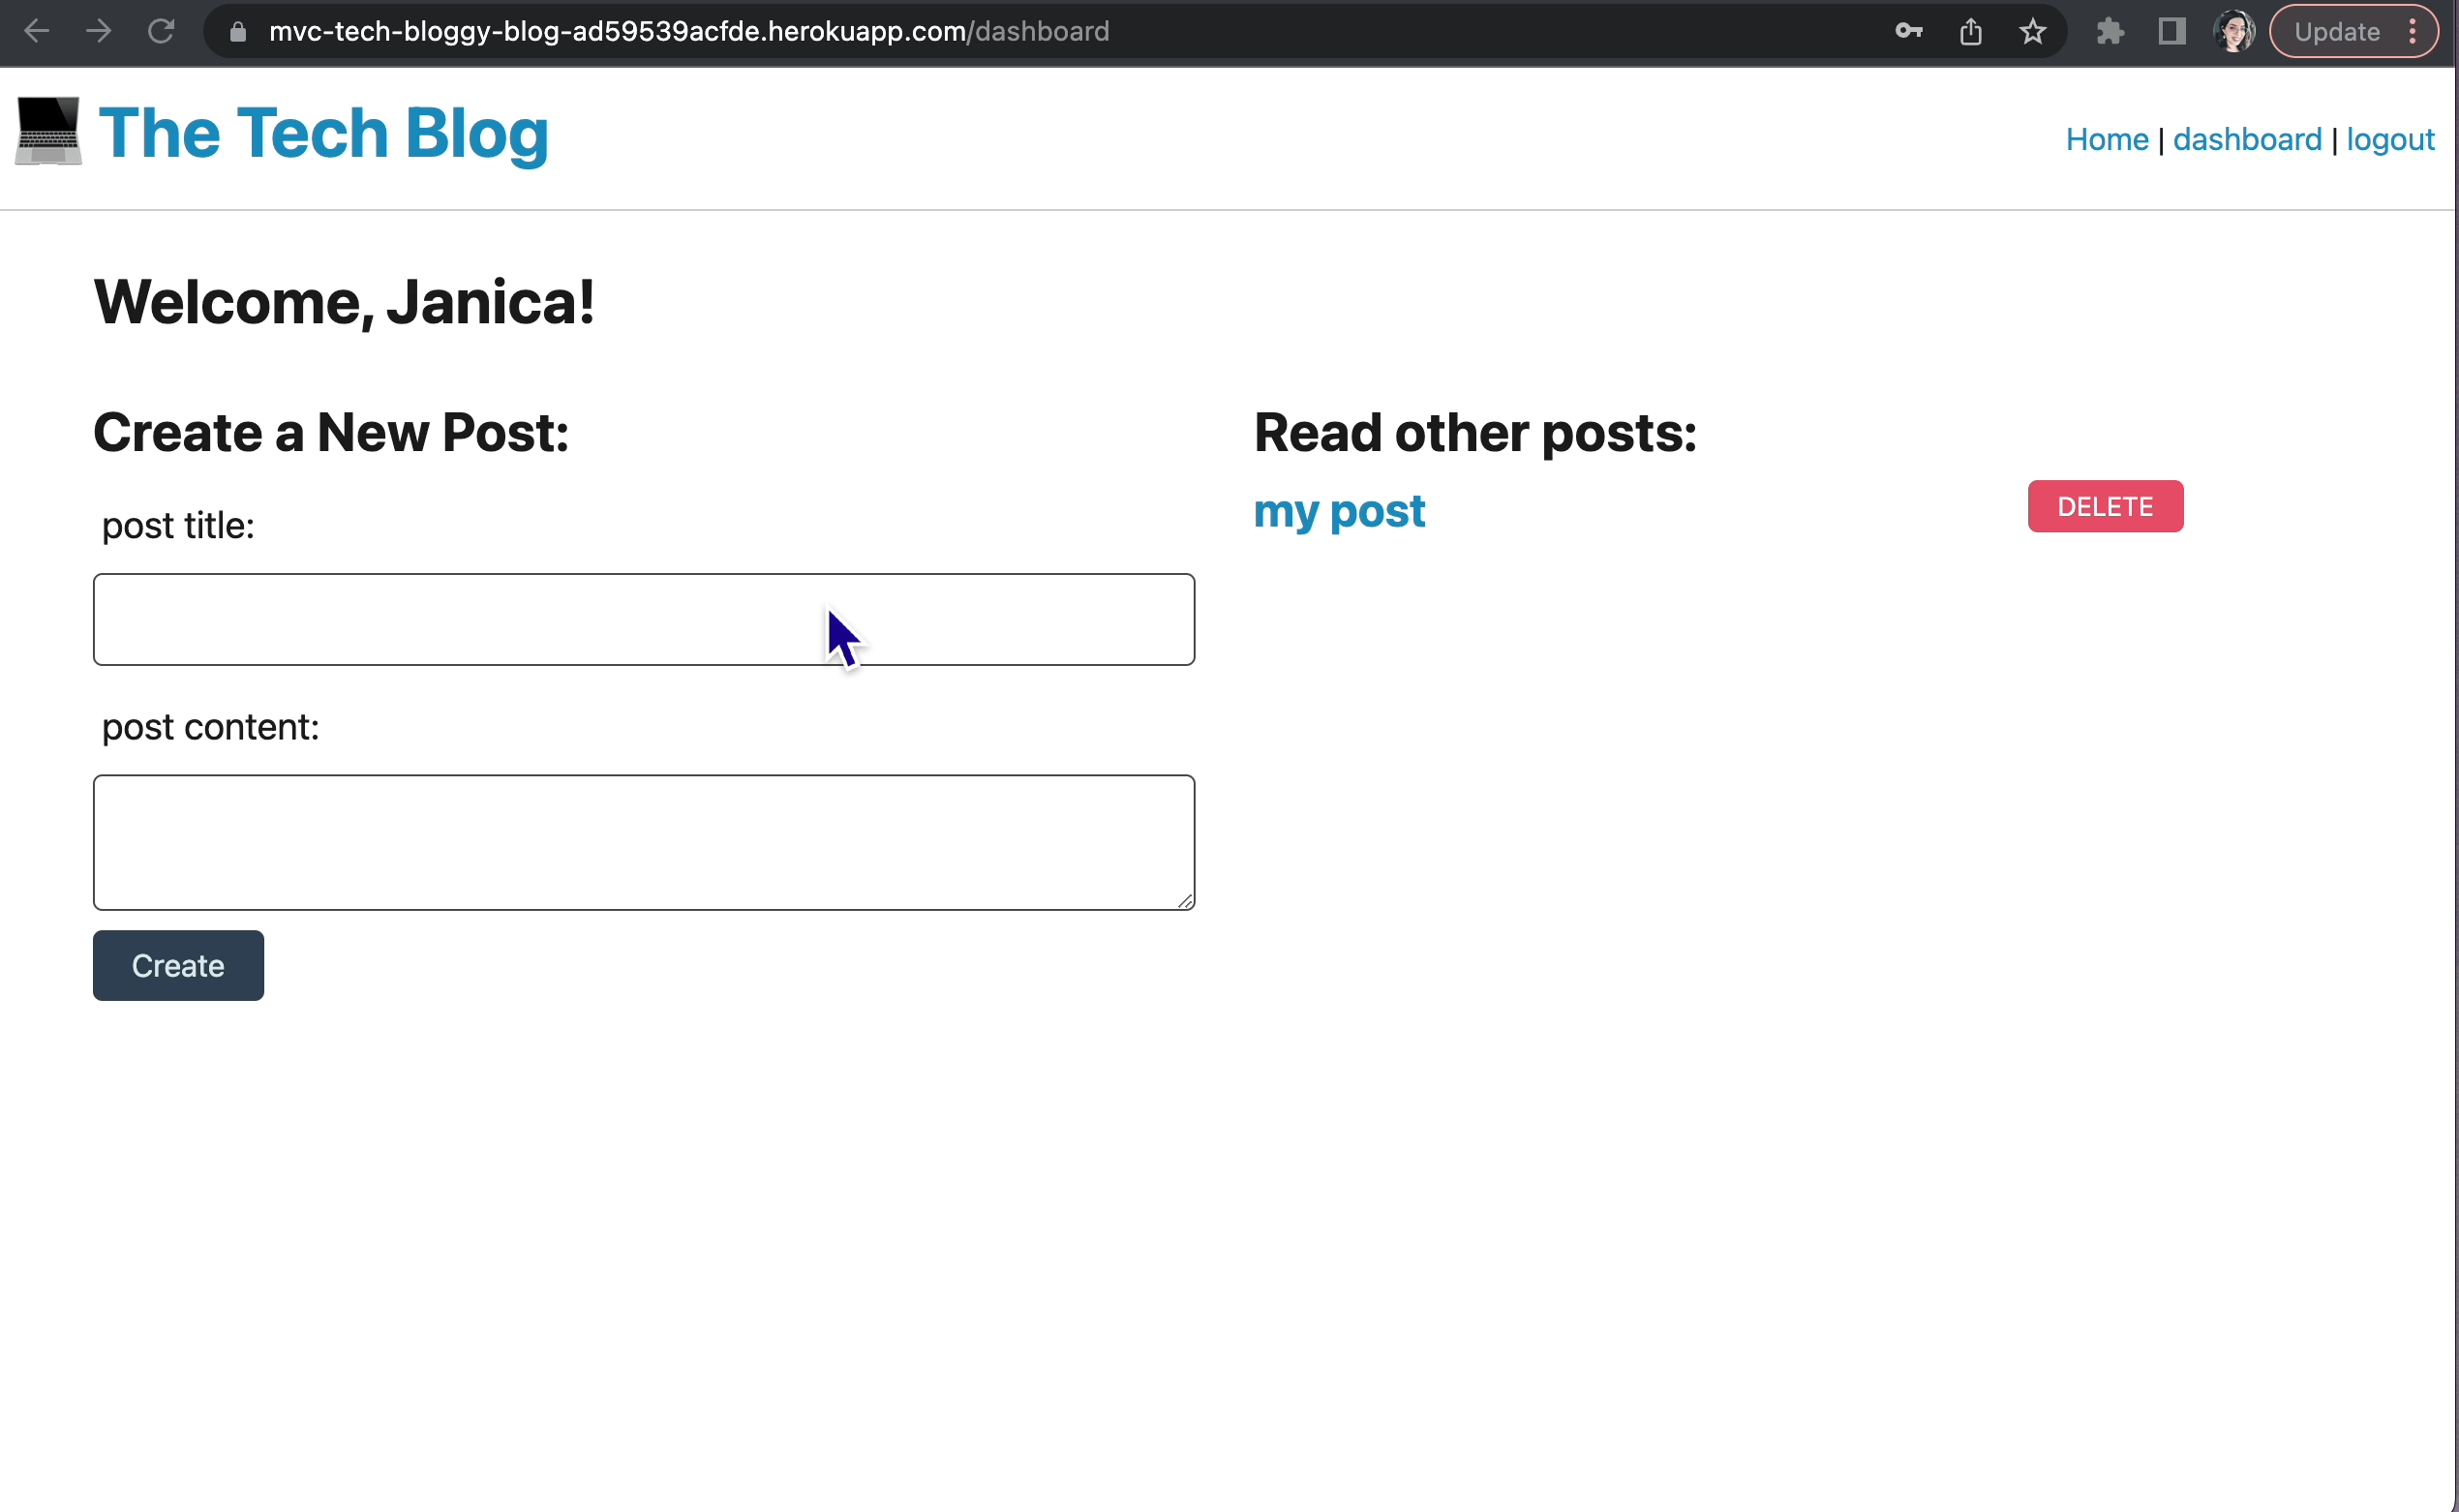 mvc-tech-bloggy-blog-ad59539acfde.herokuapp.com/dashboard
Update
The Tech Blog
Home | dashboard | logout
Welcome, Janica!
Create a New Post:
post title:
post content:
Create
Read other posts:
my post
DELETE